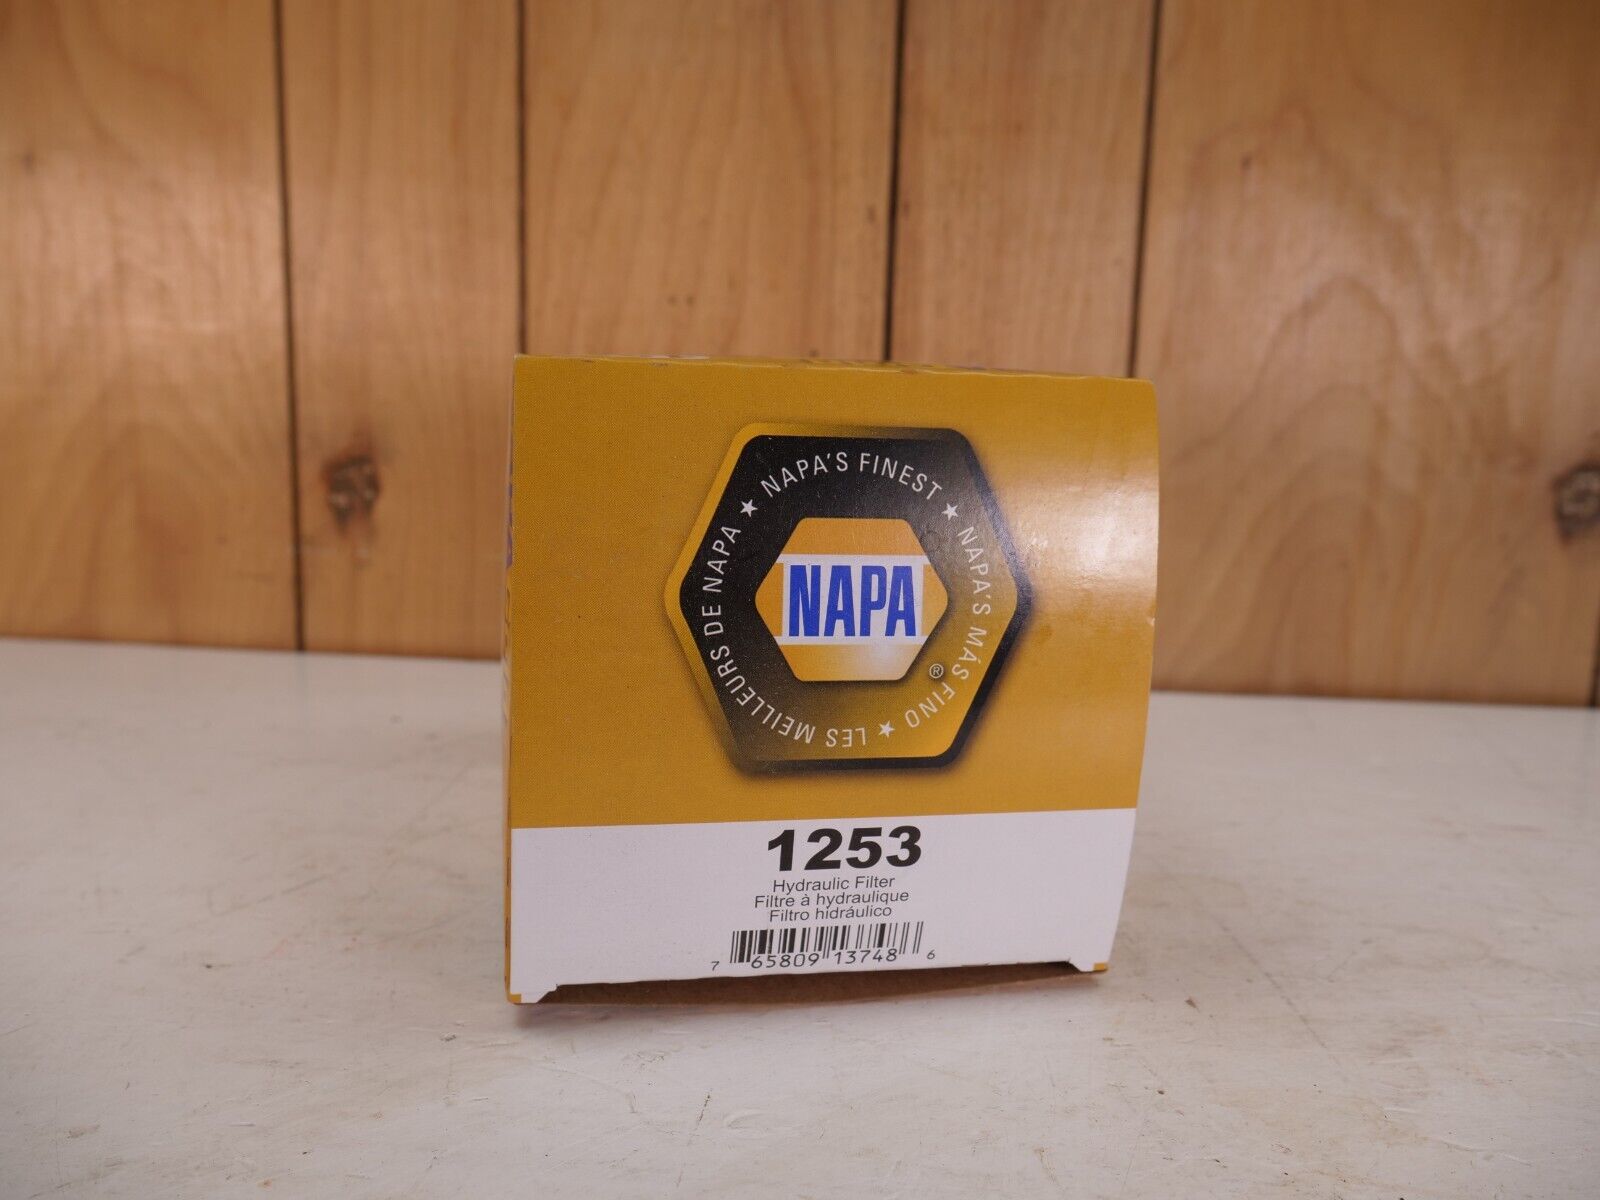 ★ NAPA'S FINEST ★ NAPA'S MÁS FINO ★ LES MEILLEURS DE NAPA
NAPA
®
1253
Hydraulic Filter
Filtre à hydraulique
Filtro hidráulico
7 65809 13748 6